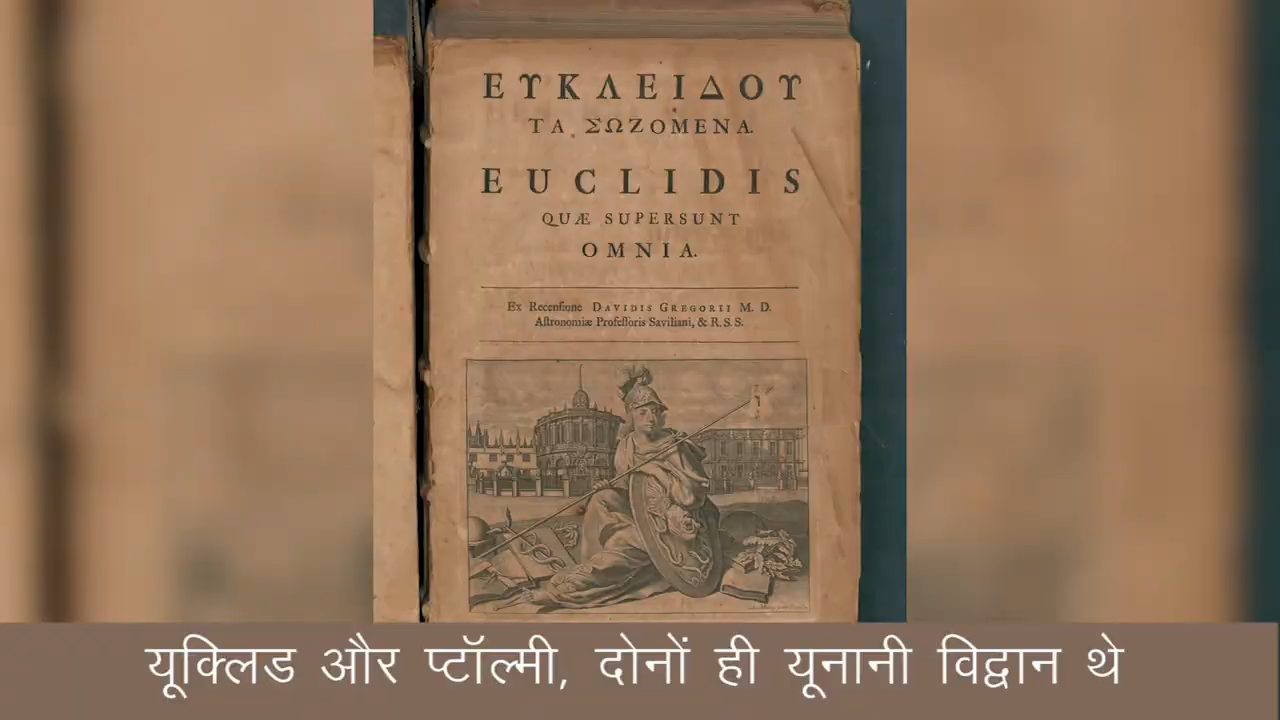 ΕΥΚΛΕΙΔΟΥ
ΤΑ ΣΩΖΟΜΕΝΑ.
EUCLIDIS
QUÆ SUPERSUNT
OMNIA.
Ex Recenſione DAVIDIS GREGORII M. D.
Aſtronomiæ Profeſſoris Saviliani, & R. S. S.
यूक्लिड और प्टॉल्मी, दोनों ही यूनानी विद्वान थे